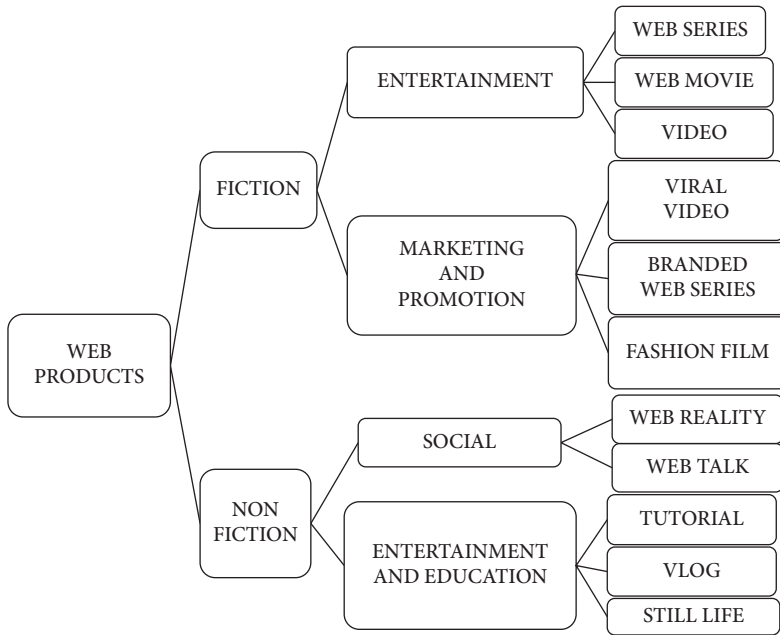 WEB
PRODUCTS
FICTION
ENTERTAINMENT
WEB SERIES
WEB MOVIE
VIDEO
MARKETING
AND
PROMOTION
VIRAL
VIDEO
BRANDED
WEB SERIES
FASHION FILM
NON
FICTION
SOCIAL
WEB REALITY
WEB TALK
ENTERTAINMENT
AND EDUCATION
TUTORIAL
VLOG
STILL LIFE